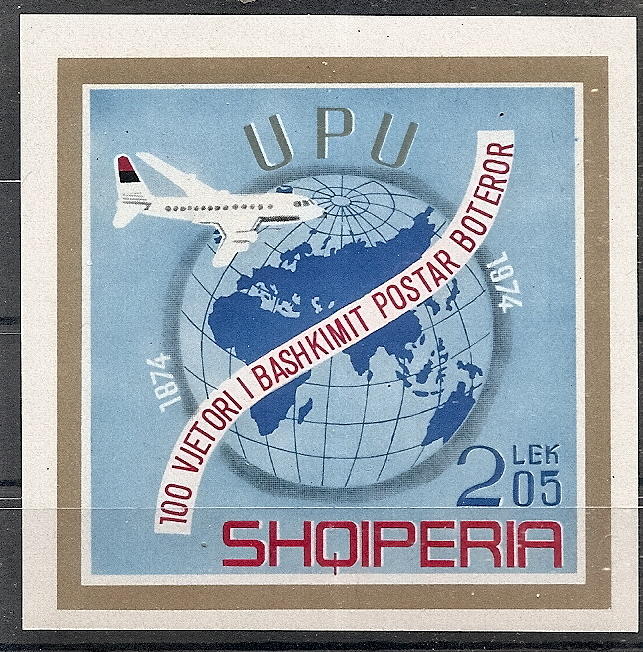 UPU
100 VJETORI I BASHKIMIT POSTAR BOTEROR
1874
1974
2 LEK 05
SHQIPERIA